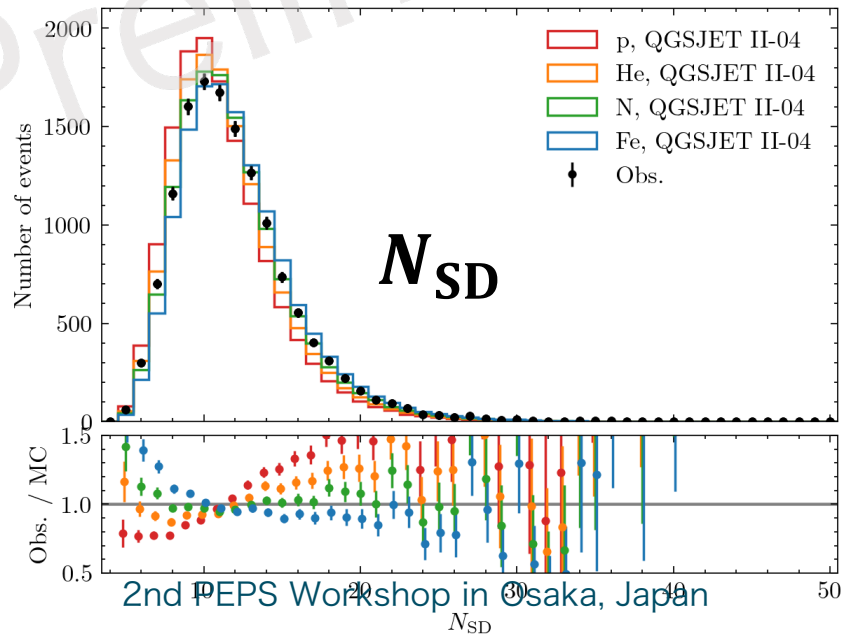 Prelim
2000
1500
1000
500
0
Number of events
p, QGSJET II-04
He, QGSJET II-04
N, QGSJET II-04
Fe, QGSJET II-04
Obs.
N_SD
1.5
1.0
0.5
Obs. / MC
10 20 30 40 50
2nd PEPS Workshop in Osaka, Japan
N_SD